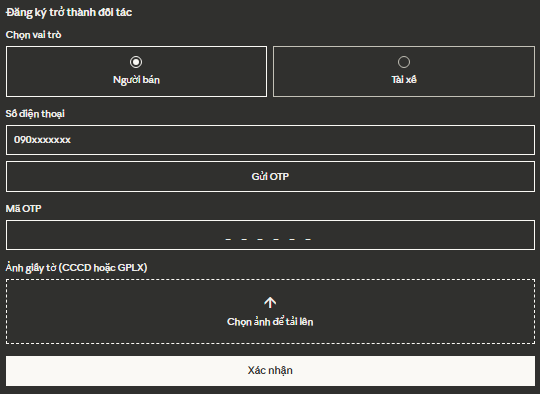 Đăng ký trở thành đối tác
Chọn vai trò
Người bán
Tài xế
Số điện thoại
090xxxxxxx
Gửi OTP
Mã OTP
_ _ _ _ _ _
Ảnh giấy tờ (CCCD hoặc GPLX)
Chọn ảnh để tải lên
Xác nhận